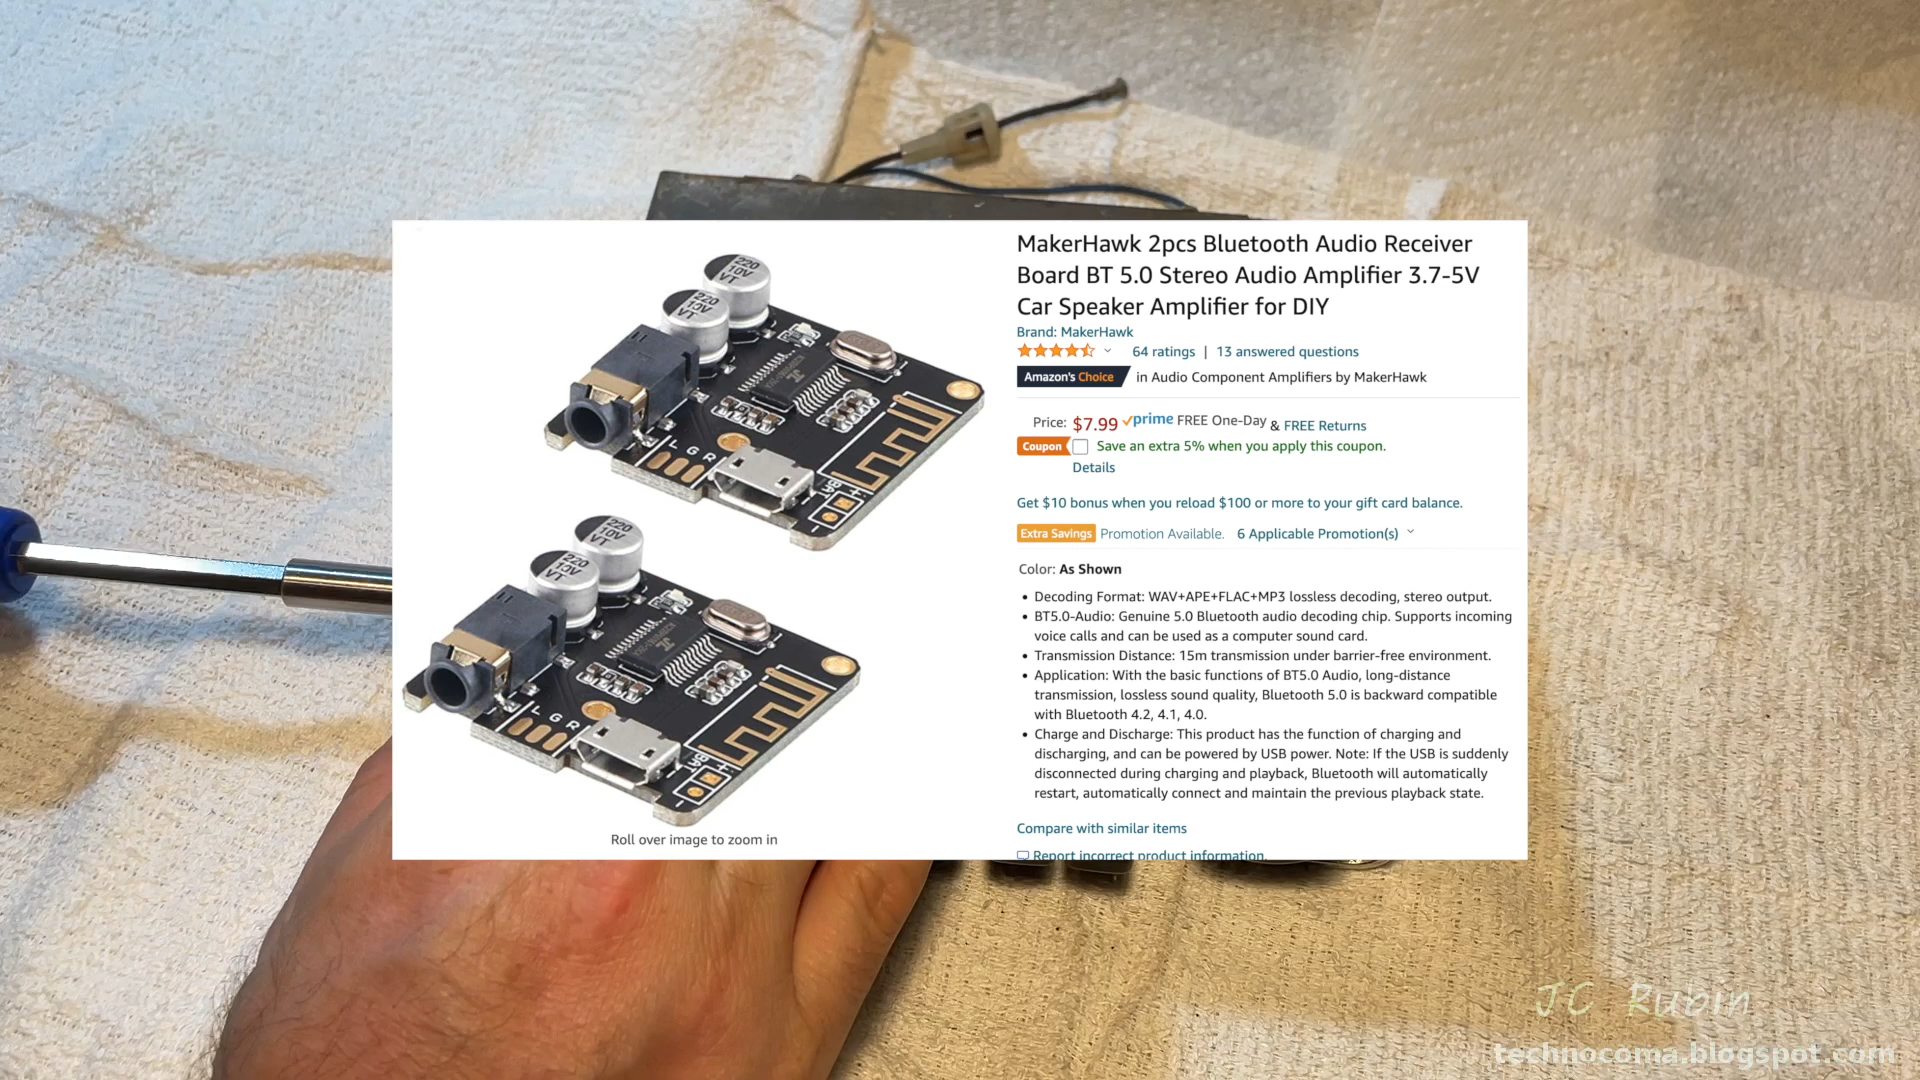 MakerHawk 2pcs Bluetooth Audio Receiver
Board BT 5.0 Stereo Audio Amplifier 3.7-5V
Car Speaker Amplifier for DIY
Brand: MakerHawk
64 ratings | 13 answered questions
Amazon's Choice in Audio Component Amplifiers by MakerHawk
Price: $7.99 prime FREE One-Day & FREE Returns
Coupon Save an extra 5% when you apply this coupon.
Details
Get $10 bonus when you reload $100 or more to your gift card balance.
Extra Savings Promotion Available. 6 Applicable Promotion(s)
Color: As Shown
• Decoding Format: WAV+APE+FLAC+MP3 lossless decoding, stereo output.
• BT5.0-Audio: Genuine 5.0 Bluetooth audio decoding chip. Supports incoming
voice calls and can be used as a computer sound card.
• Transmission Distance: 15m transmission under barrier-free environment.
• Application: With the basic functions of BT5.0 Audio, long-distance
transmission, lossless sound quality, Bluetooth 5.0 is backward compatible
with Bluetooth 4.2, 4.1, 4.0.
• Charge and Discharge: This product has the function of charging and
discharging, and can be powered by USB power. Note: If the USB is suddenly
disconnected during charging and playback, Bluetooth will automatically
restart, automatically connect and maintain the previous playback state.
Compare with similar items
Report incorrect product information.
220
10V
VT
220
10V
VT
L G R
BAT
+
-
220
10V
VT
220
10V
VT
L G R
BAT
+
-
Roll over image to zoom in
JC Rubin
technocoma.blogspot.com